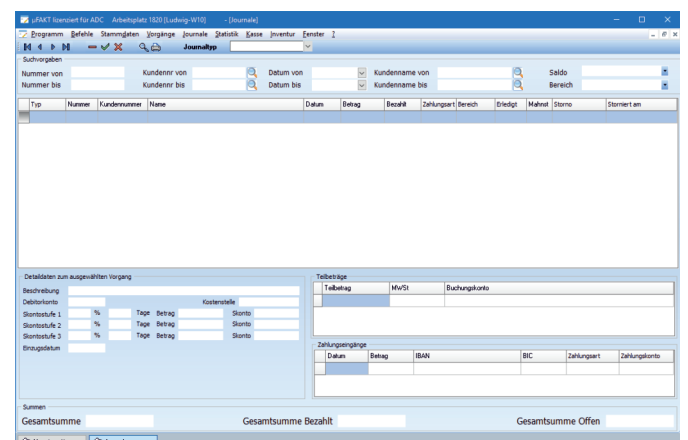 µFAKT lizenziert für ADC Arbeitsplatz 1820 [Ludwig-W10] - [Journale]
Programm Befehle Stammdaten Vorgänge Journale Statistik Kasse Inventur Fenster ?
Journaltyp
Suchvorgaben
Nummer von Kundennr von Datum von Kundenname von Saldo
Nummer bis Kundennr bis Datum bis Kundenname bis Bereich
Typ Nummer Kundennummer Name Datum Betrag Bezahlt Zahlungsart Bereich Erledigt Mahnst Storno Storniert am
Detaildaten zum ausgewählten Vorgang
Beschreibung
Debitorkonto Kostenstelle
Skontostufe 1 % Tage Betrag Skonto
Skontostufe 2 % Tage Betrag Skonto
Skontostufe 3 % Tage Betrag Skonto
Einzugsdatum
Teilbeträge
Teilbetrag MWSt Buchungskonto
Zahlungseingänge
Datum Betrag IBAN BIC Zahlungsart Zahlungskonto
Summen
Gesamtsumme Gesamtsumme Bezahlt Gesamtsumme Offen